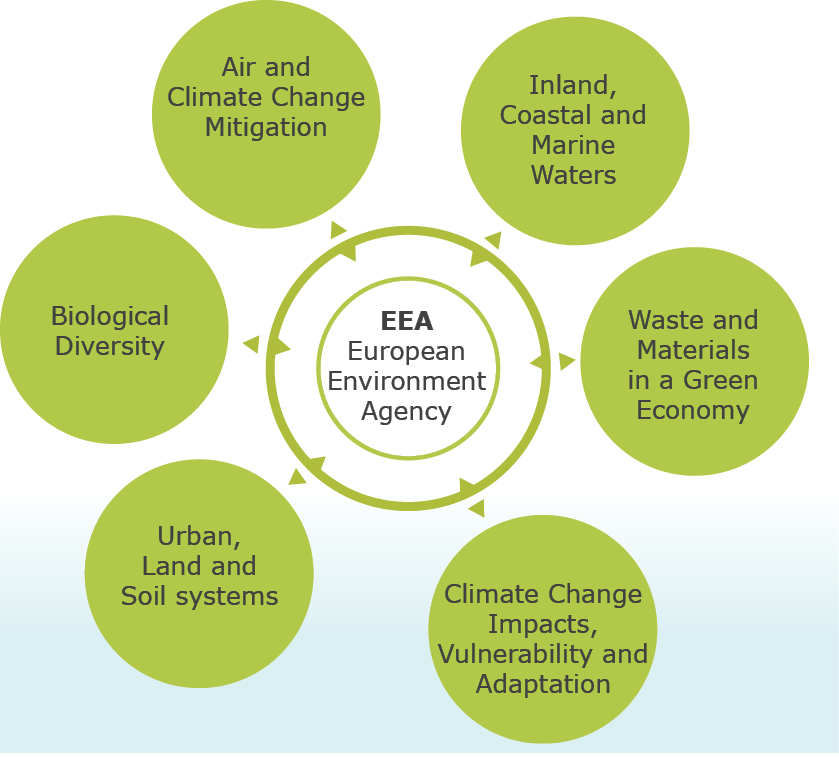 Air and
Climate Change
Mitigation
Inland,
Coastal and
Marine
Waters
Biological
Diversity
EEA
European
Environment
Agency
Waste and
Materials
in a Green
Economy
Urban,
Land and
Soil systems
Climate Change
Impacts,
Vulnerability and
Adaptation